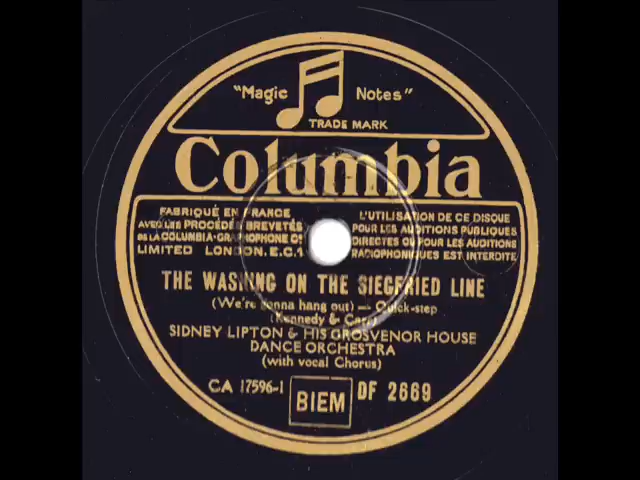 "Magic Notes"
TRADE MARK
Columbia
FABRIQUÉ EN FRANCE
AVEC LES PROCÉDÉS BREVETÉS
DE LA COLUMBIA-GRAPHOPHONE Cº
LIMITED LONDON.E.C.1
L'UTILISATION DE CE DISQUE
POUR LES AUDITIONS PUBLIQUES
DIRECTES OU POUR LES AUDITIONS
RADIOPHONIQUES EST INTERDITE
THE WASHING ON THE SIEGFRIED LINE
(We're gonna hang out) — Quick-step
(Kennedy & Carr)
SIDNEY LIPTON & HIS GROSVENOR HOUSE
DANCE ORCHESTRA
(with vocal Chorus)
CA 17596-1 BIEM DF 2669